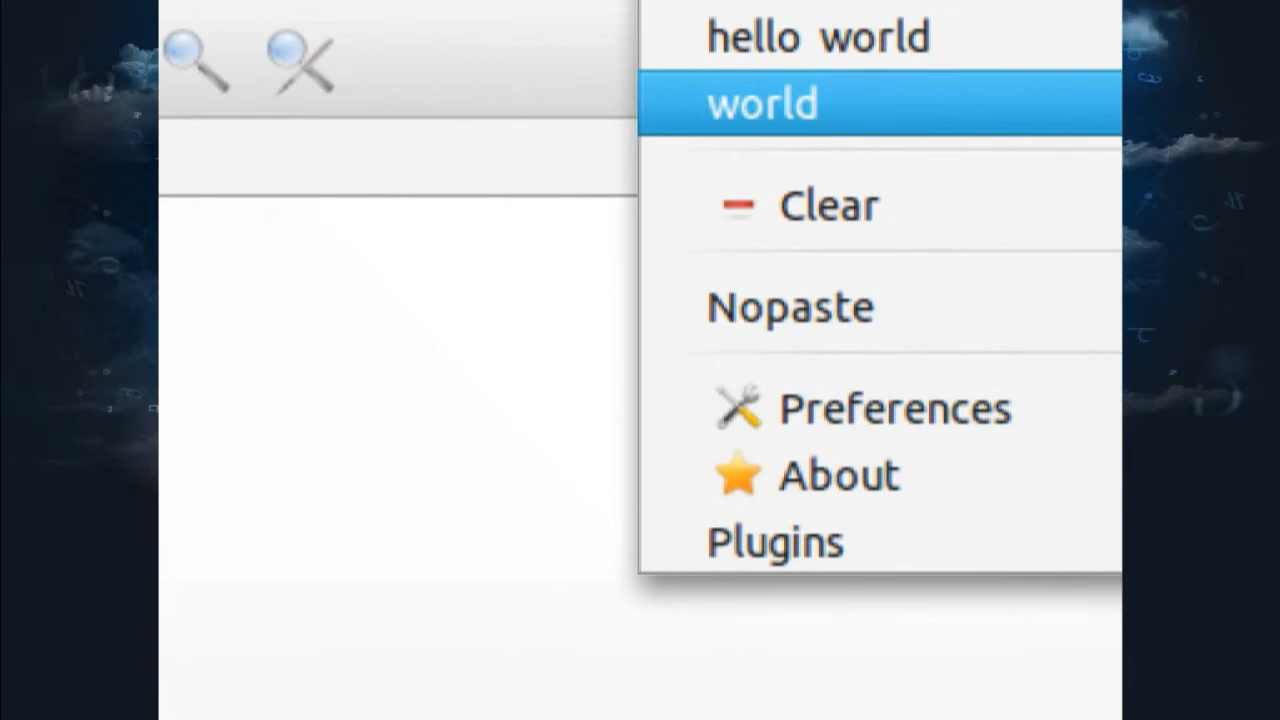 hello world
world
Clear
Nopaste
Preferences
About
Plugins